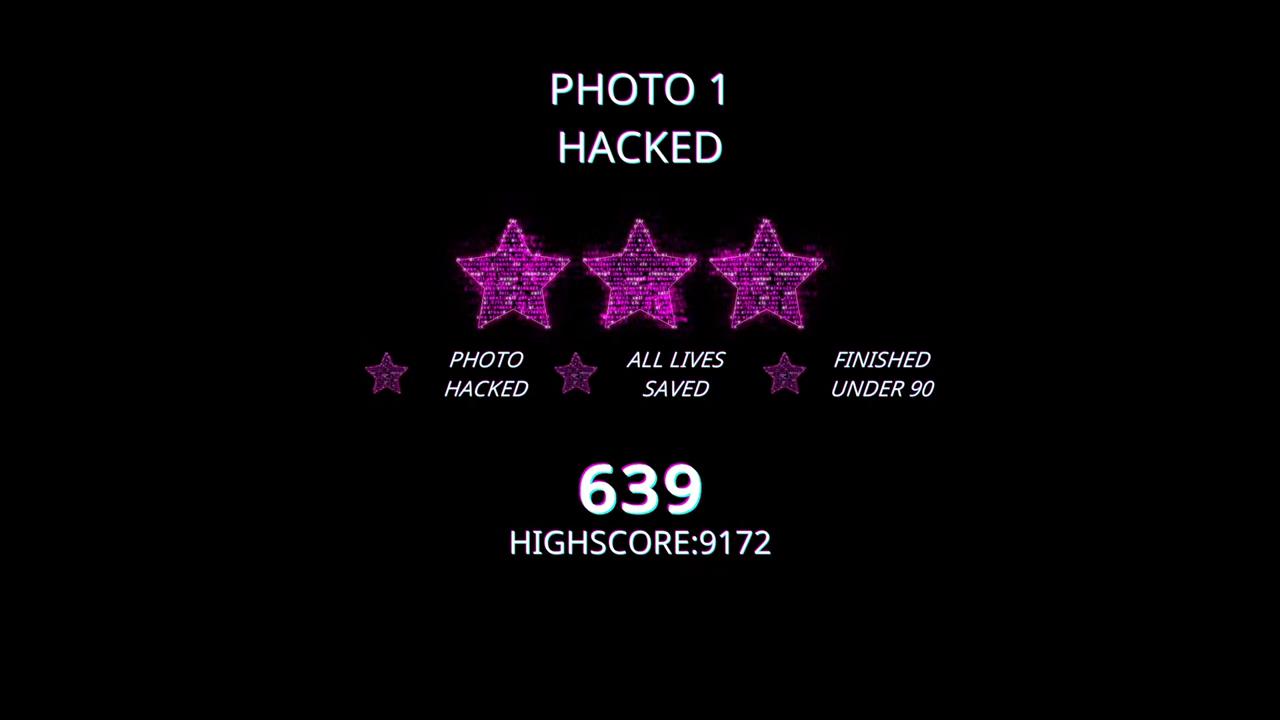 PHOTO 1
HACKED
PHOTO
HACKED
ALL LIVES
SAVED
FINISHED
UNDER 90
639
HIGHSCORE:9172